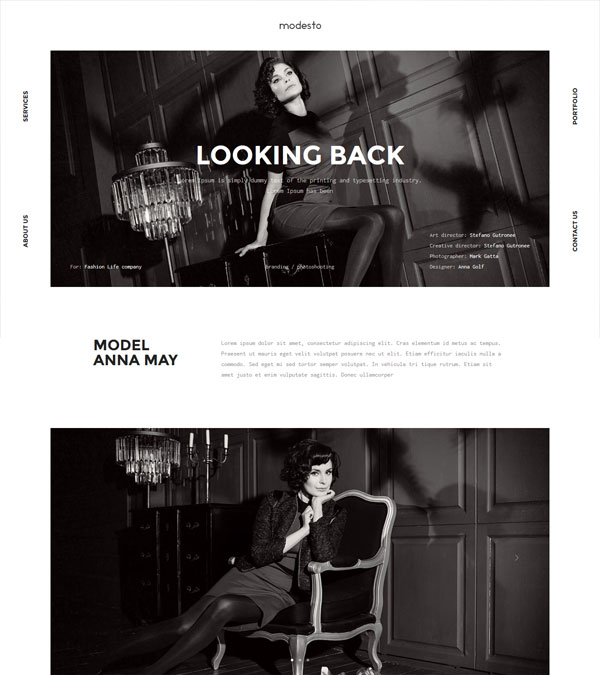 modesto
SERVICES
PORTFOLIO
LOOKING BACK
Lorem Ipsum is simply dummy text of the printing and typesetting industry.
Lorem Ipsum has been
ABOUT US
CONTACT US
For: Fashion Life company
branding / photoshooting
Art director: Stefano Gutronee
Creative director: Stefano Gutronee
Photographer: Mark Gatta
Designer: Anna Golf
MODEL
ANNA MAY
Lorem ipsum dolor sit amet, consectetur adipiscing elit. Cras elementum id metus ac tempus.
Praesent ut mauris eget velit volutpat posuere nec ut elit. Etiam efficitur iaculis nulla a
commodo. Sed eget mi sed tortor semper volutpat. In vehicula tri tique rutrum. Etiam sit
amet justo et enim vulputate sagittis. Donec ullamcorper